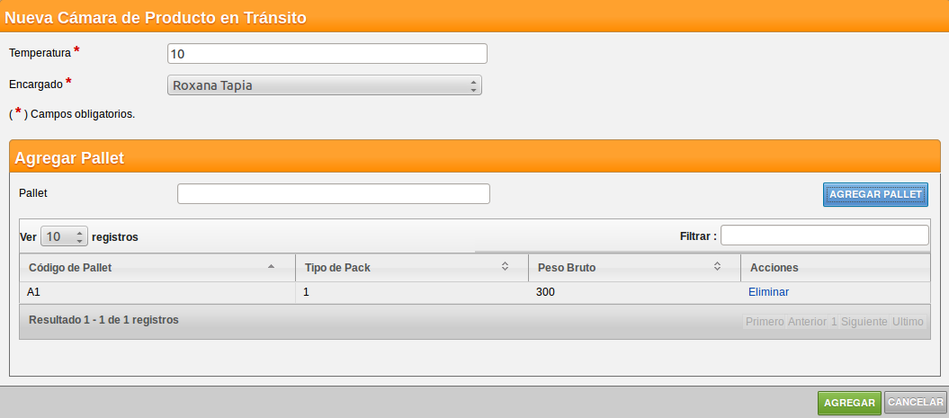 Nueva Cámara de Producto en Tránsito
Temperatura * 10
Encargado * Roxana Tapia
( * ) Campos obligatorios.
Agregar Pallet
Pallet AGREGAR PALLET
Ver 10 registros Filtrar :
Código de Pallet Tipo de Pack Peso Bruto Acciones
A1 1 300 Eliminar
Resultado 1 - 1 de 1 registros Primero Anterior 1 Siguiente Ultimo
AGREGAR CANCELAR